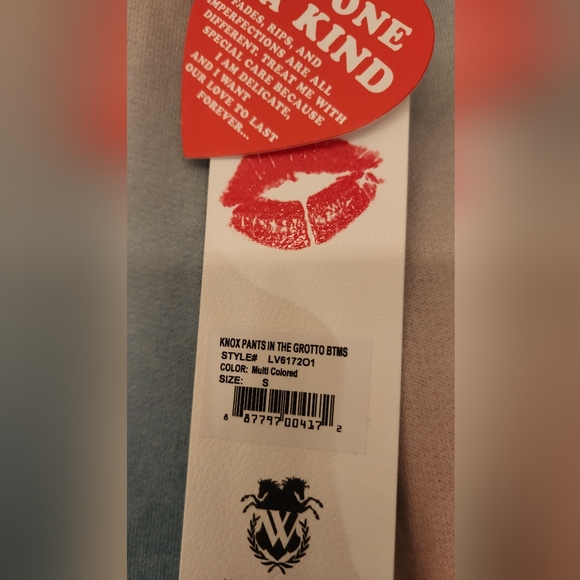 ONE
A KIND
FADES, RIPS, AND
IMPERFECTIONS ARE ALL
DIFFERENT. TREAT ME WITH
SPECIAL CARE BECAUSE
I AM DELICATE,
AND I WANT
OUR LOVE TO LAST
FOREVER...
KNOX PANTS IN THE GROTTO BTMS
STYLE# LV6172O1
COLOR: Multi Colored
SIZE: S
8 87797 00417 2
W